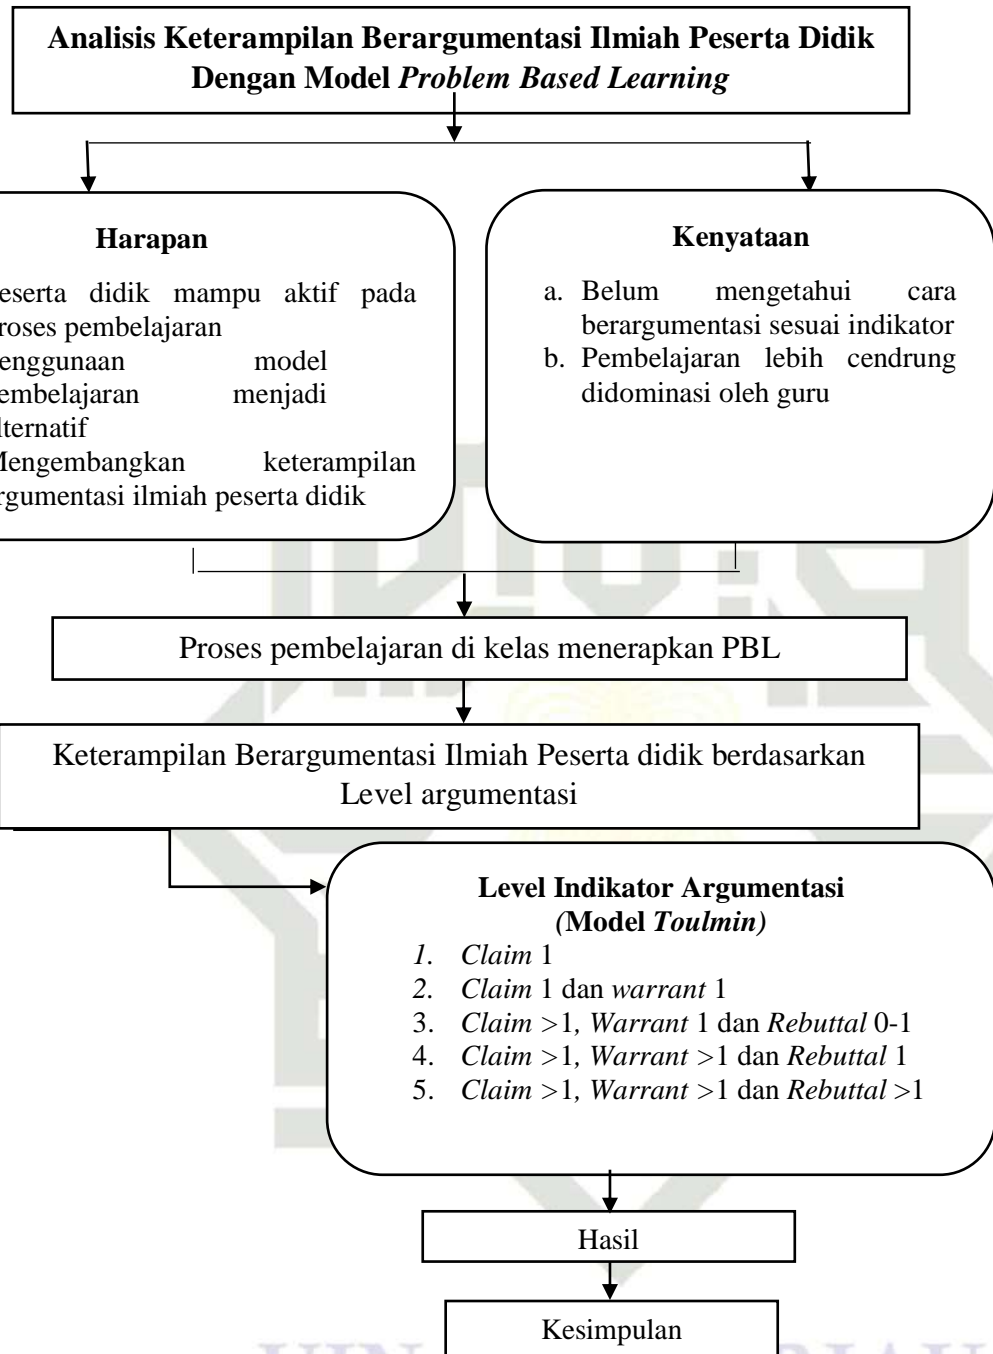 Analisis Keterampilan Berargumentasi Ilmiah Peserta Didik
Dengan Model Problem Based Learning
Harapan
eserta didik mampu aktif pada
roses pembelajaran
enggunaan model
embelajaran menjadi
lternatif
Mengembangkan keterampilan
rgumentasi ilmiah peserta didik
Kenyataan
a. Belum mengetahui cara
berargumentasi sesuai indikator
b. Pembelajaran lebih cendrung
didominasi oleh guru
Proses pembelajaran di kelas menerapkan PBL
Keterampilan Berargumentasi Ilmiah Peserta didik berdasarkan
Level argumentasi
Level Indikator Argumentasi
(Model Toulmin)
1. Claim 1
2. Claim 1 dan warrant 1
3. Claim >1, Warrant 1 dan Rebuttal 0-1
4. Claim >1, Warrant >1 dan Rebuttal 1
5. Claim >1, Warrant >1 dan Rebuttal >1
Hasil
Kesimpulan